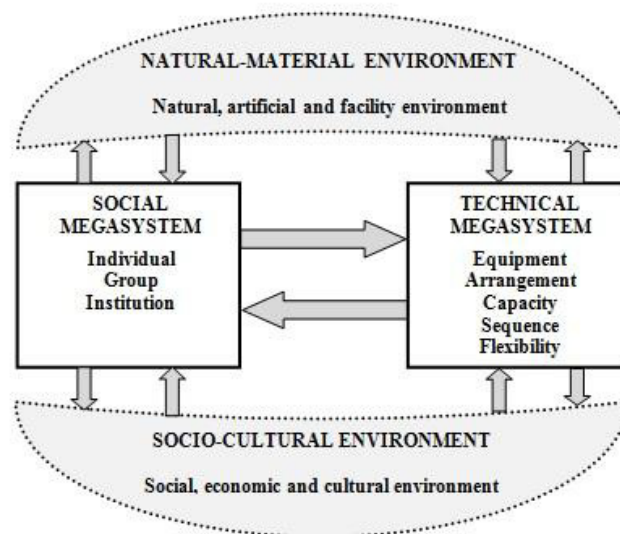 NATURAL-MATERIAL ENVIRONMENT
Natural, artificial and facility environment
SOCIAL
MEGASYSTEM
Individual
Group
Institution
TECHNICAL
MEGASYSTEM
Equipment
Arrangement
Capacity
Sequence
Flexibility
SOCIO-CULTURAL ENVIRONMENT
Social, economic and cultural environment